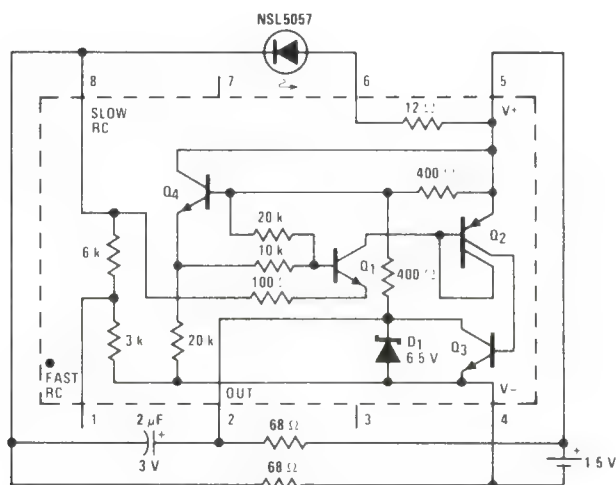 NSL5057
8
7
6
5
SLOW
RC
12 Ω
V+
Q4
400 Ω
Q2
20 k
6 k
10 k
Q1
100Ω
400 Ω
3 k
20 k
D1
6 5 V
Q3
FAST
RC
OUT
V−
1
2 µF
+
2
68 Ω
3
4
3 V
68 Ω
+
1 5 V